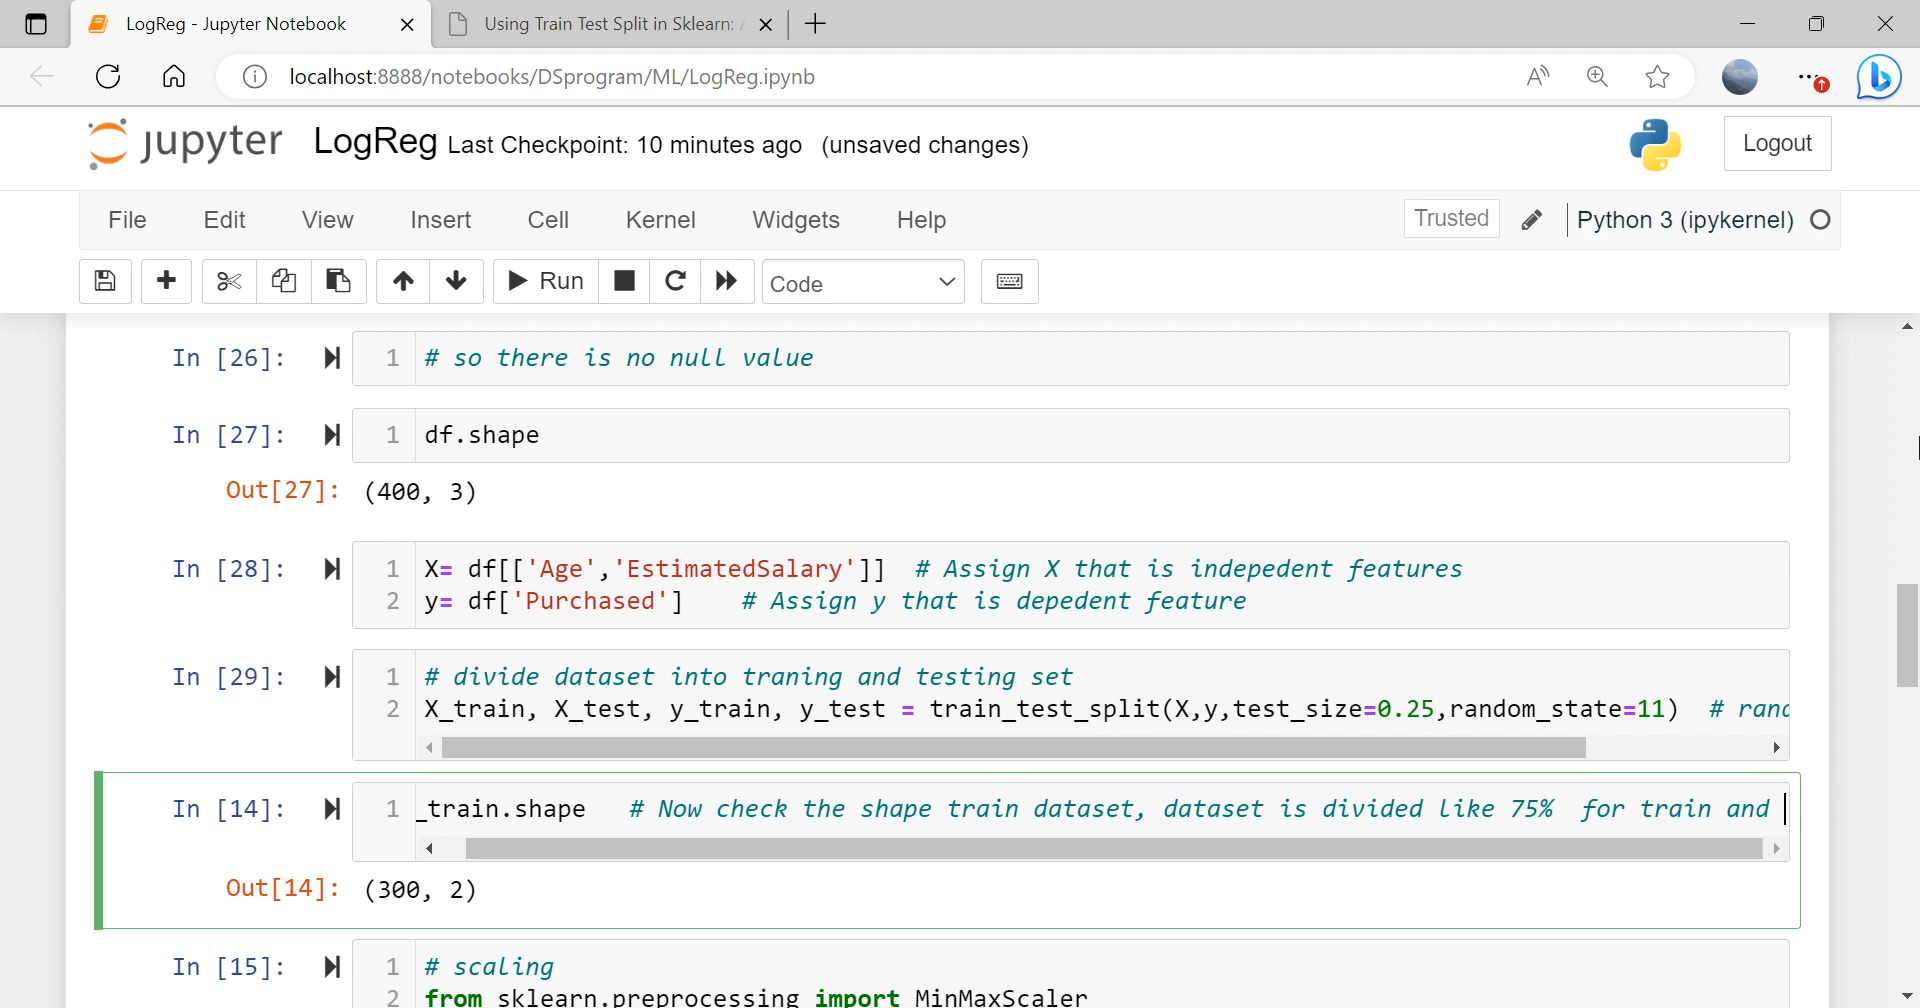 LogReg - Jupyter Notebook
Using Train Test Split in Sklearn:
localhost:8888/notebooks/DSprogram/ML/LogReg.ipynb
jupyter LogReg Last Checkpoint: 10 minutes ago (unsaved changes)
Logout
File Edit View Insert Cell Kernel Widgets Help Trusted Python 3 (ipykernel)
Run Code
In [26]: 1 # so there is no null value
In [27]: 1 df.shape
Out[27]: (400, 3)
In [28]: 1 X= df[['Age','EstimatedSalary']] # Assign X that is indepedent features
2 y= df['Purchased'] # Assign y that is depedent feature
In [29]: 1 # divide dataset into traning and testing set
2 X_train, X_test, y_train, y_test = train_test_split(X,y,test_size=0.25,random_state=11) #
In [14]: 1 _train.shape # Now check the shape train dataset, dataset is divided like 75% for train and
Out[14]: (300, 2)
In [15]: 1 # scaling
2 from sklearn.preprocessing import MinMaxScaler